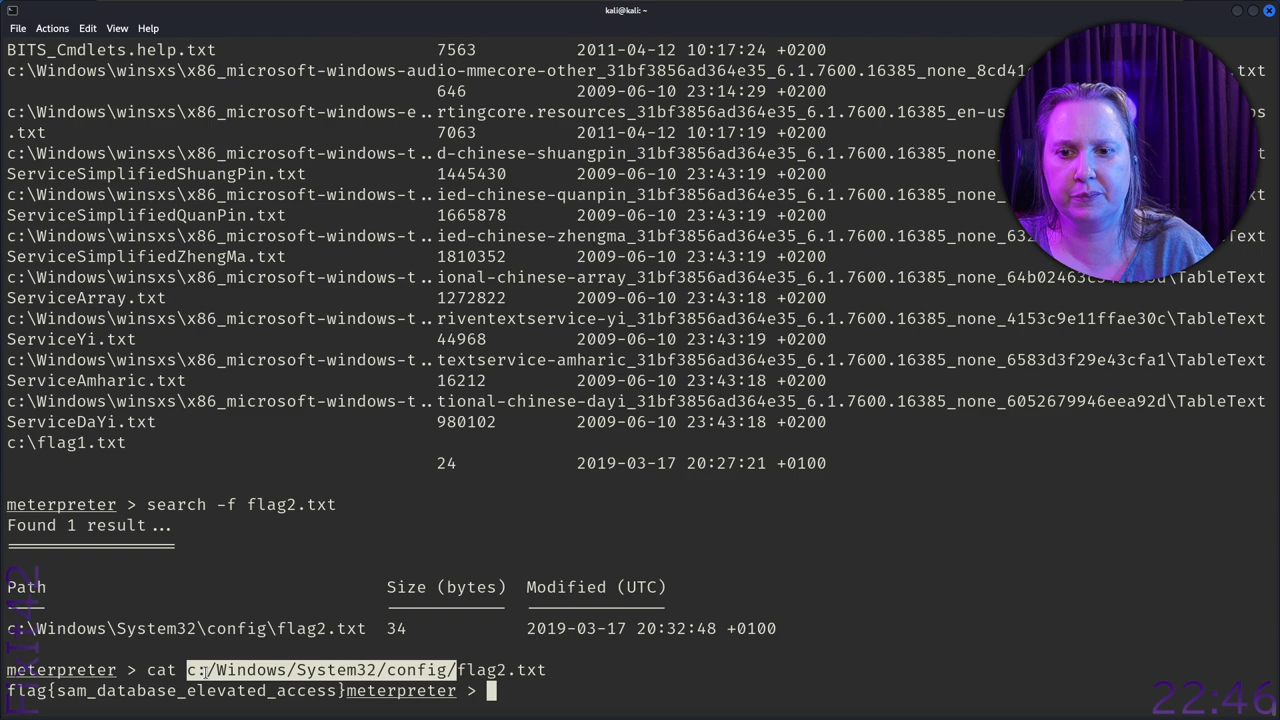 kali@kali: ~
File Actions Edit View Help
BITS_Cmdlets.help.txt 7563 2011-04-12 10:17:24 +0200
c:\Windows\winsxs\x86_microsoft-windows-audio-mmecore-other_31bf3856ad364e35_6.1.7600.16385_none_8cd41 txt
646 2009-06-10 23:14:29 +0200
c:\Windows\winsxs\x86_microsoft-windows-e..rtingcore.resources_31bf3856ad364e35_6.1.7600.16385_en-us
.txt 7063 2011-04-12 10:17:19 +0200
c:\Windows\winsxs\x86_microsoft-windows-t..d-chinese-shuangpin_31bf3856ad364e35_6.1.7600.16385_none_ Text
ServiceSimplifiedShuangPin.txt 1445430 2009-06-10 23:43:19 +0200
c:\Windows\winsxs\x86_microsoft-windows-t..ied-chinese-quanpin_31bf3856ad364e35_6.1.7600.16385_none_ Text
ServiceSimplifiedQuanPin.txt 1665878 2009-06-10 23:43:19 +0200
c:\Windows\winsxs\x86_microsoft-windows-t..ied-chinese-zhengma_31bf3856ad364e35_6.1.7600.16385_none_632 Text
ServiceSimplifiedZhengMa.txt 1810352 2009-06-10 23:43:19 +0200
c:\Windows\winsxs\x86_microsoft-windows-t..ional-chinese-array_31bf3856ad364e35_6.1.7600.16385_none_64b02463 \TableText
ServiceArray.txt 1272822 2009-06-10 23:43:18 +0200
c:\Windows\winsxs\x86_microsoft-windows-t..riventextservice-yi_31bf3856ad364e35_6.1.7600.16385_none_4153c9e11ffae30c\TableText
ServiceYi.txt 44968 2009-06-10 23:43:19 +0200
c:\Windows\winsxs\x86_microsoft-windows-t..textservice-amharic_31bf3856ad364e35_6.1.7600.16385_none_6583d3f29e43cfa1\TableText
ServiceAmharic.txt 16212 2009-06-10 23:43:18 +0200
c:\Windows\winsxs\x86_microsoft-windows-t..tional-chinese-dayi_31bf3856ad364e35_6.1.7600.16385_none_6052679946eea92d\TableText
ServiceDaYi.txt 980102 2009-06-10 23:43:18 +0200
c:\flag1.txt
24 2019-03-17 20:27:21 +0100
meterpreter > search -f flag2.txt
Found 1 result...
Path Size (bytes) Modified (UTC)
c:\Windows\System32\config\flag2.txt 34 2019-03-17 20:32:48 +0100
meterpreter > cat c:/Windows/System32/config/flag2.txt
flag{sam_database_elevated_access}meterpreter >
22:46